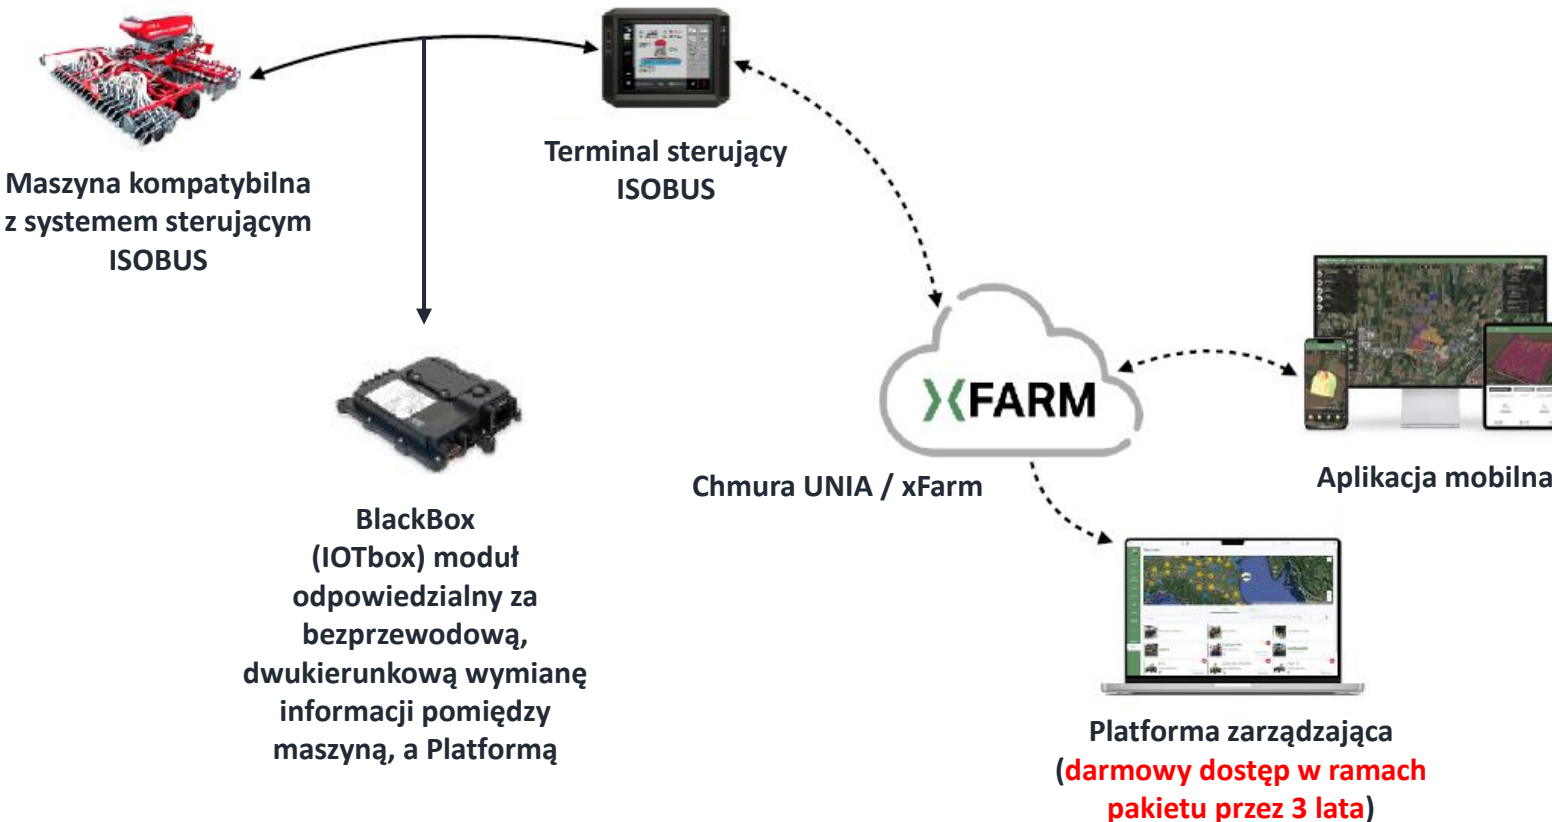 Maszyna kompatybilna
z systemem sterującym
ISOBUS
Terminal sterujący
ISOBUS
BlackBox
(IOTbox) moduł
odpowiedzialny za
bezprzewodową,
dwukierunkową wymianę
informacji pomiędzy
maszyną, a Platformą
XFARM
Chmura UNIA / xFarm
Aplikacja mobilna
Platforma zarządzająca
(darmowy dostęp w ramach
pakietu przez 3 lata)